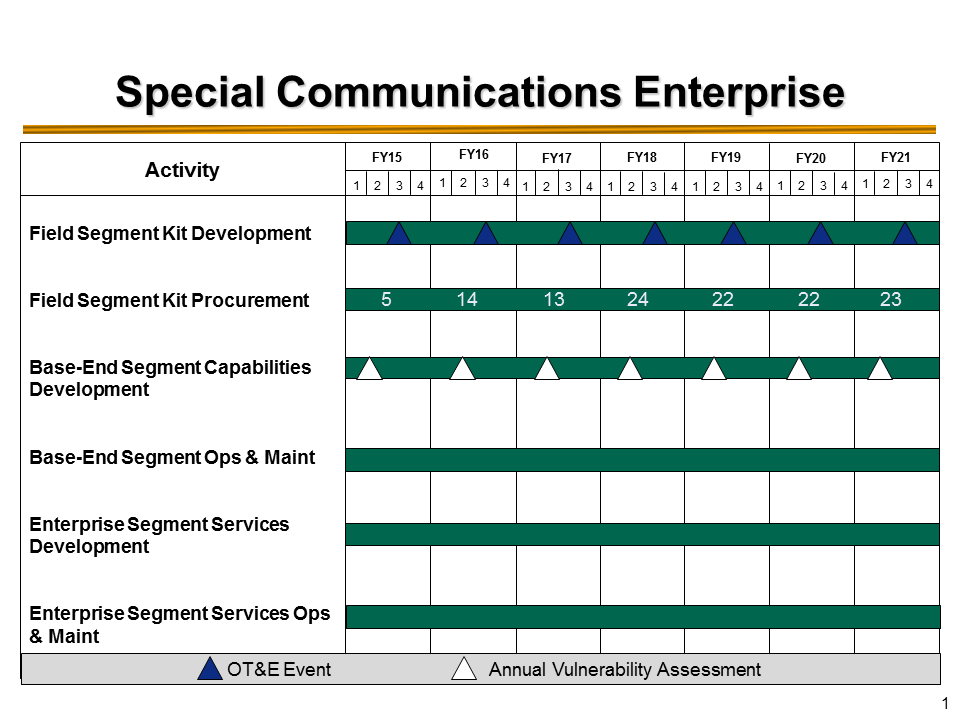 Special Communications Enterprise
Activity
FY15 FY16 FY17 FY18 FY19 FY20 FY21
1 2 3 4 1 2 3 4 1 2 3 4 1 2 3 4 1 2 3 4 1 2 3 4 1 2 3 4
Field Segment Kit Development
Field Segment Kit Procurement 5 14 13 24 22 22 23
Base-End Segment Capabilities
Development
Base-End Segment Ops & Maint
Enterprise Segment Services
Development
Enterprise Segment Services Ops
& Maint
OT&E Event Annual Vulnerability Assessment
1